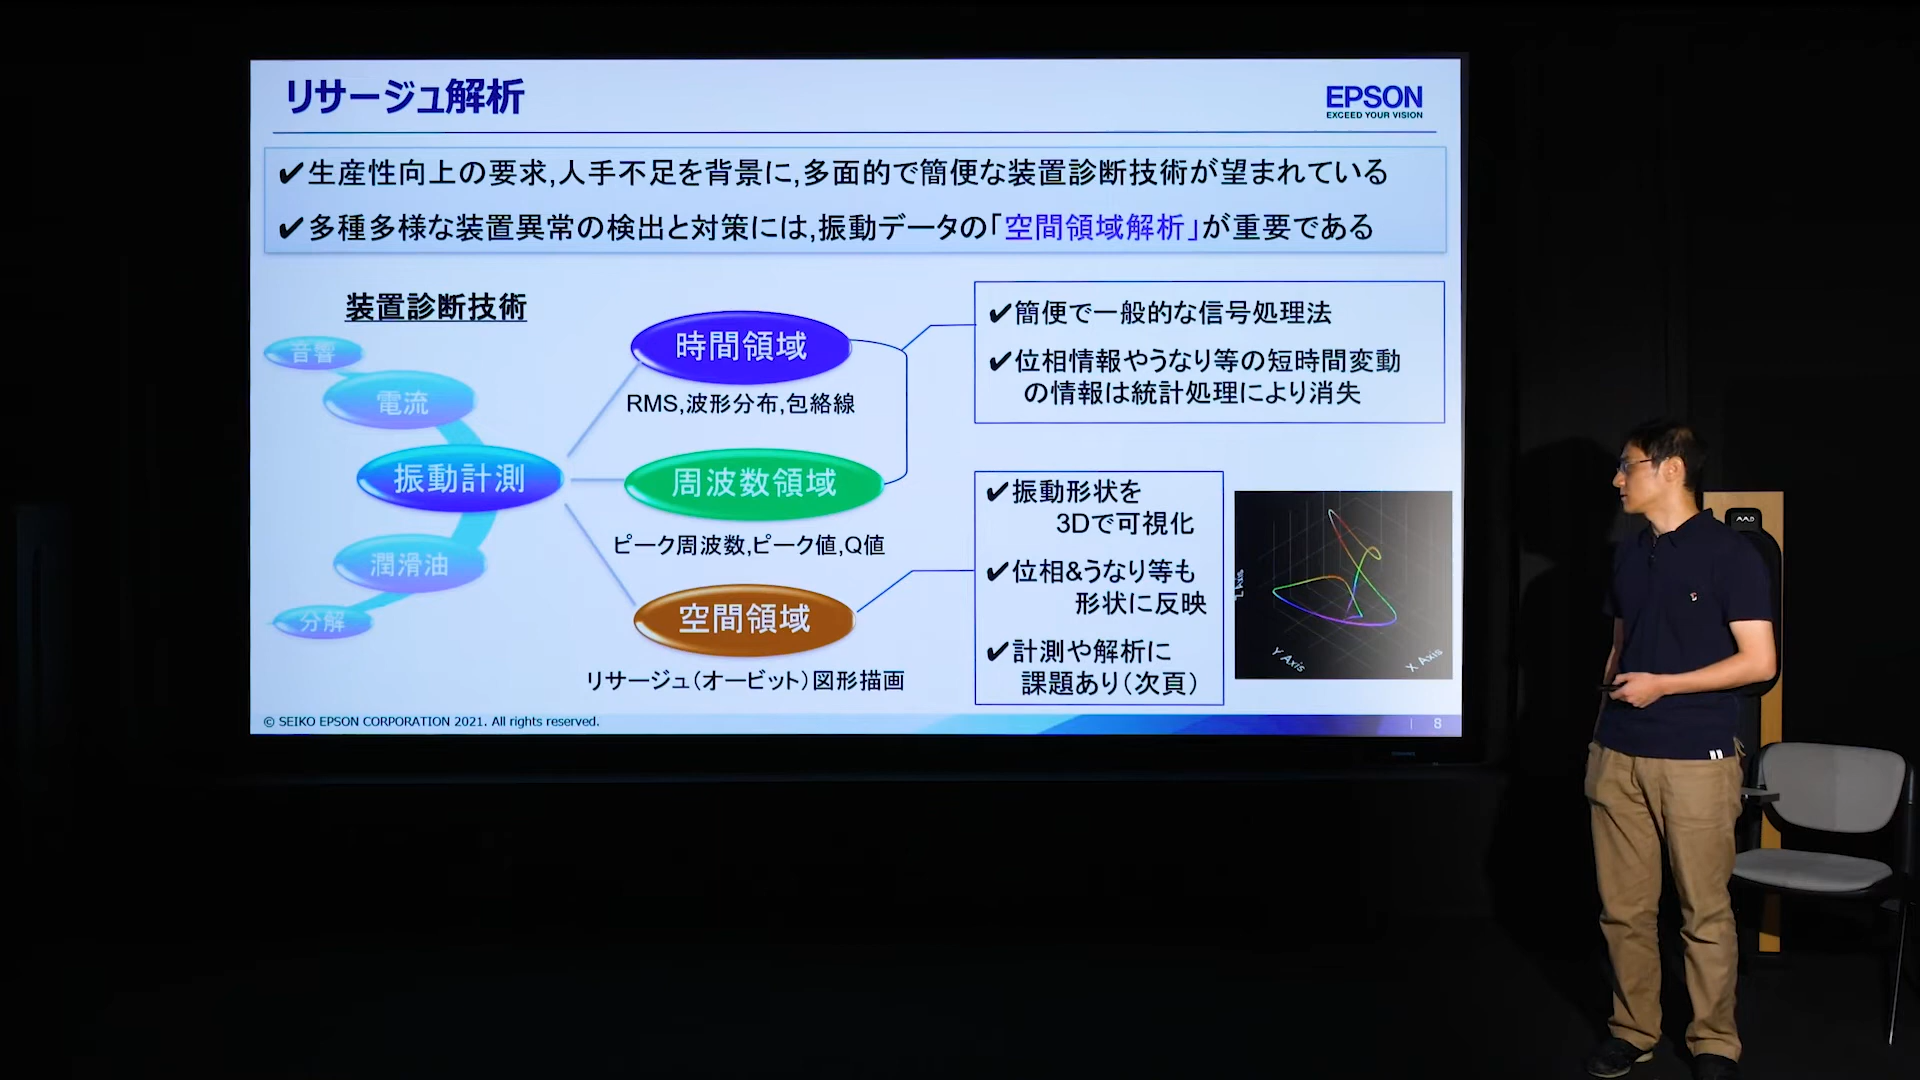 リサージュ解析
EPSON
EXCEED YOUR VISION
✔生産性向上の要求,人手不足を背景に,多面的で簡便な装置診断技術が望まれている
✔多種多様な装置異常の検出と対策には,振動データの「空間領域解析」が重要である
装置診断技術
音響
電流
振動計測
潤滑油
分解
時間領域
RMS,波形分布,包絡線
周波数領域
ピーク周波数,ピーク値,Q値
空間領域
リサージュ(オービット)図形描画
✔簡便で一般的な信号処理法
✔位相情報やうなり等の短時間変動
の情報は統計処理により消失
✔振動形状を
3Dで可視化
✔位相&うなり等も
形状に反映
✔計測や解析に
課題あり(次頁)
Z Axis
Y Axis
X Axis
© SEIKO EPSON CORPORATION 2021. All rights reserved.
8